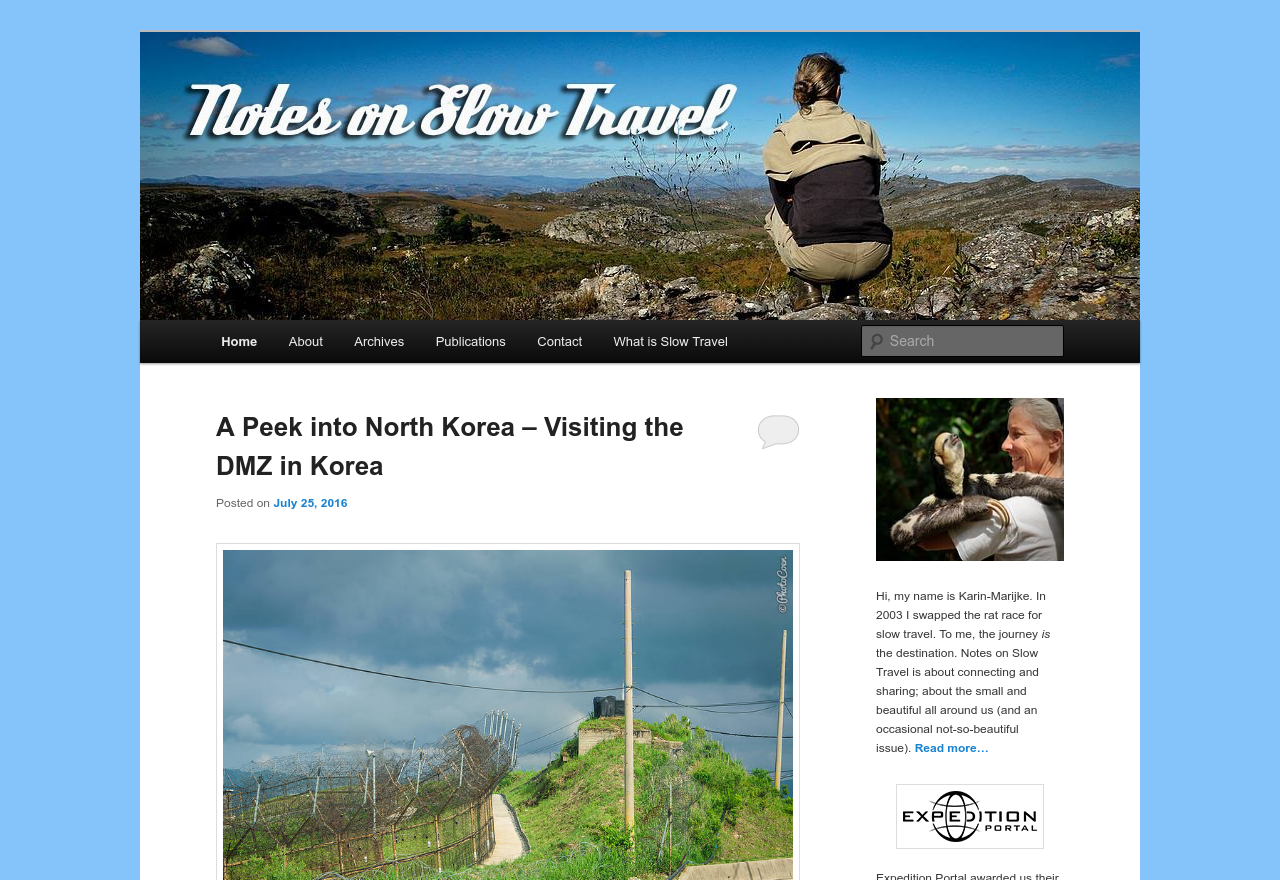 Notes on Slow Travel
Home
About
Archives
Publications
Contact
What is Slow Travel
Search
A Peek into North Korea – Visiting the
DMZ in Korea
Posted on July 25, 2016
©PhotoCoen
Hi, my name is Karin-Marijke. In
2003 I swapped the rat race for
slow travel. To me, the journey is
the destination. Notes on Slow
Travel is about connecting and
sharing; about the small and
beautiful all around us (and an
occasional not-so-beautiful
issue). Read more…
EXPEDITION
PORTAL
Expedition Portal awarded us their